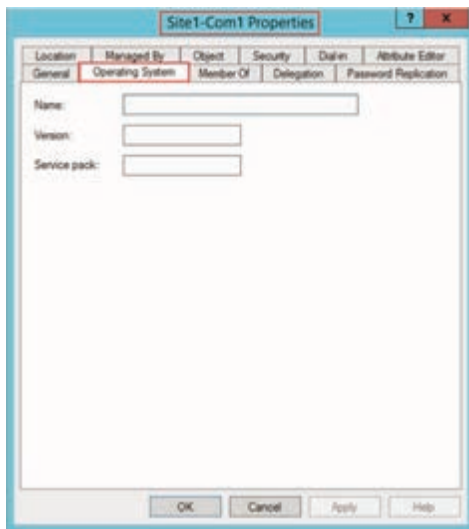 Site1-Com1 Properties
? x
Location Managed By Object Security Dial-in Attribute Editor
General Operating System Member Of Delegation Password Replication
Name:
Version:
Service pack:
OK Cancel Apply Help